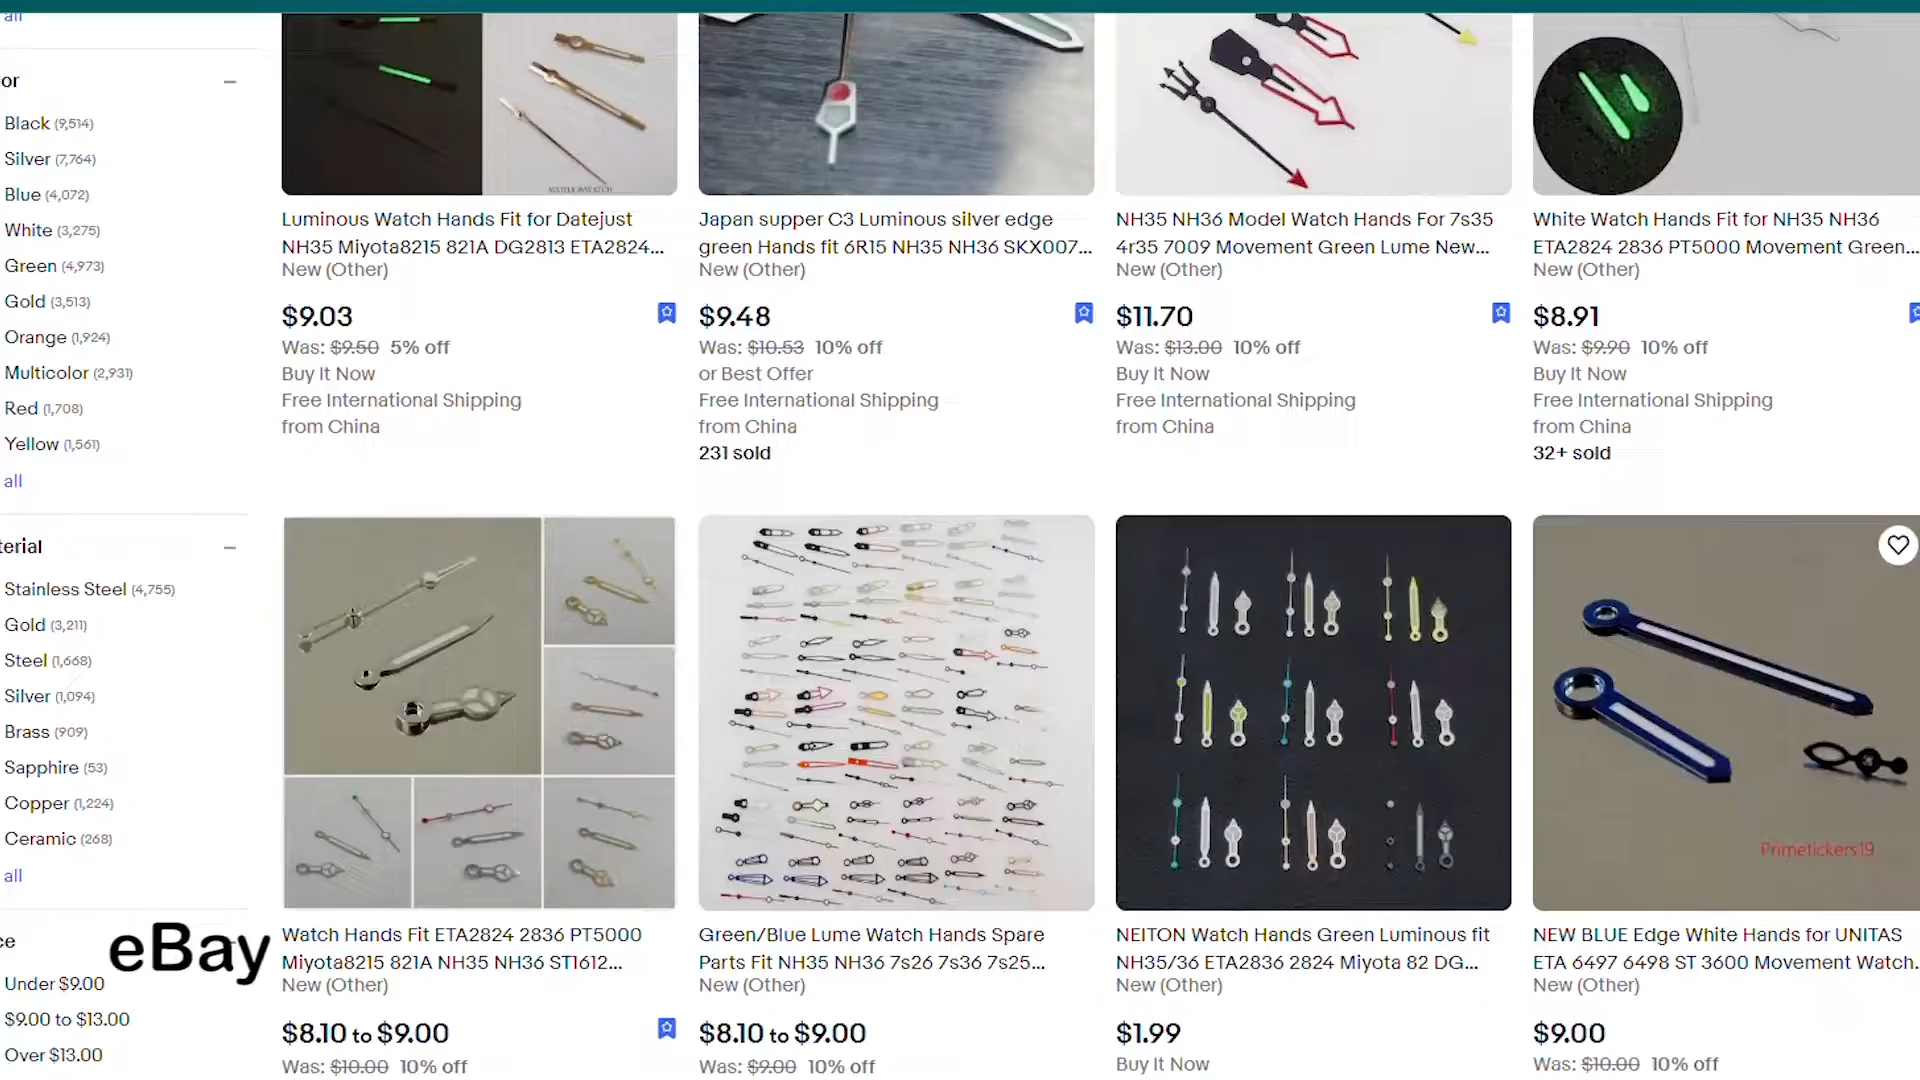 all
or
Black (9,514)
Silver (7,764)
Blue (4,072)
White (3,275)
Green (4,973)
Gold (3,513)
Orange (1,924)
Multicolor (2,931)
Red (1,708)
Yellow (1,561)
all
terial
Stainless Steel (4,755)
Gold (3,211)
Steel (1,668)
Silver (1,094)
Brass (909)
Sapphire (53)
Copper (1,224)
Ceramic (268)
all
ce
eBay
Under $9.00
$9.00 to $13.00
Over $13.00
Luminous Watch Hands Fit for Datejust
NH35 Miyota8215 821A DG2813 ETA2824...
New (Other)
$9.03
Was: $9.50 5% off
Buy It Now
Free International Shipping
from China
Japan supper C3 Luminous silver edge
green Hands fit 6R15 NH35 NH36 SKX007...
New (Other)
$9.48
Was: $10.53 10% off
or Best Offer
Free International Shipping
from China
231 sold
NH35 NH36 Model Watch Hands For 7s35
4r35 7009 Movement Green Lume New...
New (Other)
$11.70
Was: $13.00 10% off
Buy It Now
Free International Shipping
from China
White Watch Hands Fit for NH35 NH36
ETA2824 2836 PT5000 Movement Green...
New (Other)
$8.91
Was: $9.90 10% off
Buy It Now
Free International Shipping
from China
32+ sold
Watch Hands Fit ETA2824 2836 PT5000
Miyota8215 821A NH35 NH36 ST1612...
New (Other)
$8.10 to $9.00
Was: $10.00 10% off
Green/Blue Lume Watch Hands Spare
Parts Fit NH35 NH36 7s26 7s36 7s25...
New (Other)
$8.10 to $9.00
Was: $9.00 10% off
NEITON Watch Hands Green Luminous fit
NH35/36 ETA2836 2824 Miyota 82 DG...
New (Other)
$1.99
Buy It Now
Primetickers19
NEW BLUE Edge White Hands for UNITAS
ETA 6497 6498 ST 3600 Movement Watch...
New (Other)
$9.00
Was: $10.00 10% off